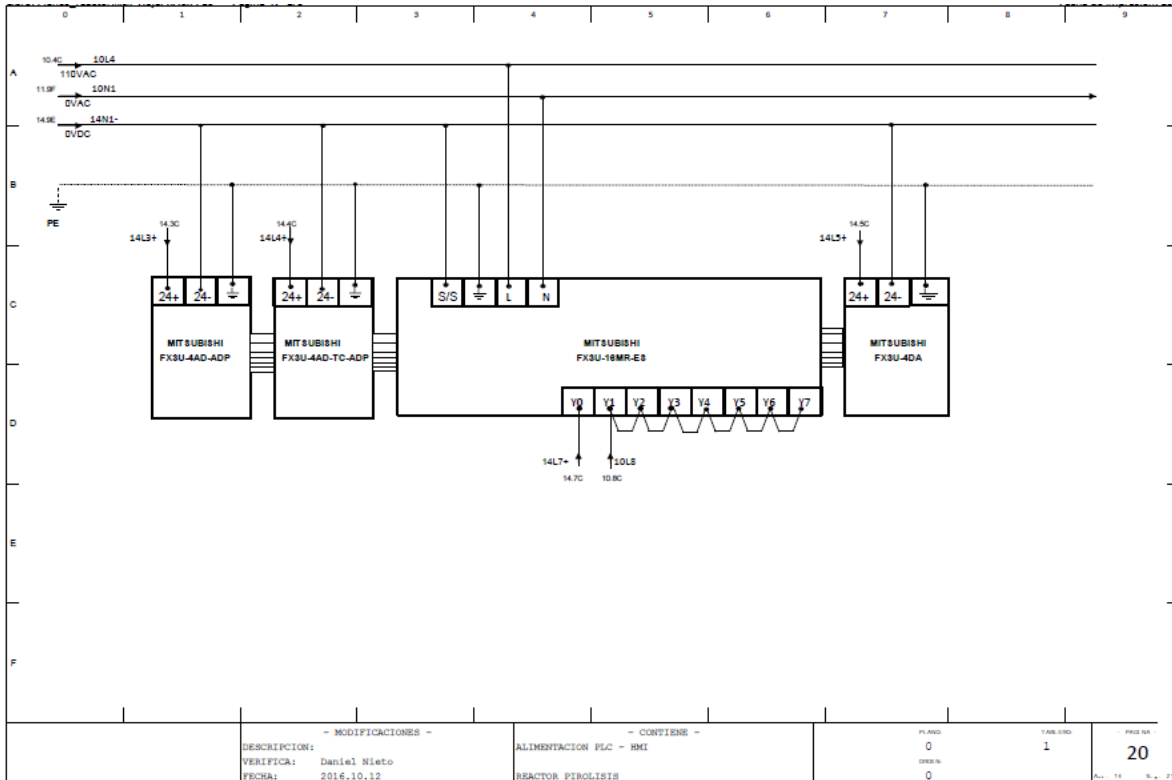 0 1 2 3 4 5 6 7 8 9
A
10.4C 10L4
110VAC
11.9F 10N1
0VAC
14.9E 14N1-
0VDC
B
PE
14.3C 14.4C 14.5C
14L3+ 14L4+ 14L5+
C
24+ 24- 24+ 24- S/S L N 24+ 24-
MITSUBISHI
FX3U-4AD-ADP
MITSUBISHI
FX3U-4AD-TC-ADP
MITSUBISHI
FX3U-16MR-ES
MITSUBISHI
FX3U-4DA
D
Y0 Y1 Y2 Y3 Y4 Y5 Y6 Y7
14L7+ 10L8
14.7C 10.8C
E
F
- MODIFICACIONES -
DESCRIPCION:
VERIFICA: Daniel Nieto
FECHA: 2016.10.12
- CONTIENE -
ALIMENTACION PLC - HMI
REACTOR PIROLISIS
PLANO
0
ORDEN:
0
TABLERO:
1
- PAGINA -
20